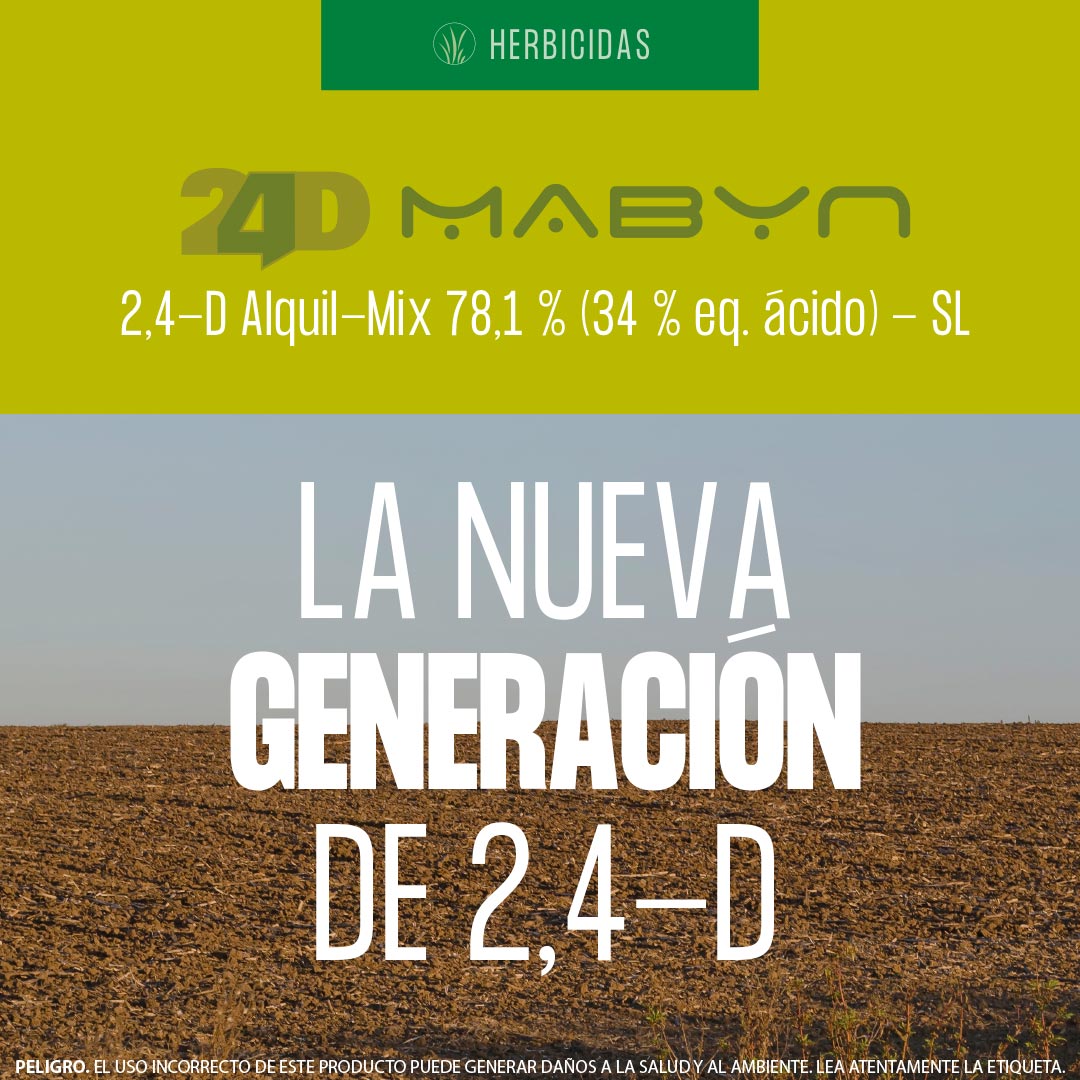 HERBICIDAS
24D MABYN
2,4–D Alquil–Mix 78,1 % (34 % eq. ácido) – SL
LA NUEVA
GENERACIÓN
DE 2,4–D
PELIGRO. EL USO INCORRECTO DE ESTE PRODUCTO PUEDE GENERAR DAÑOS A LA SALUD Y AL AMBIENTE. LEA ATENTAMENTE LA ETIQUETA.